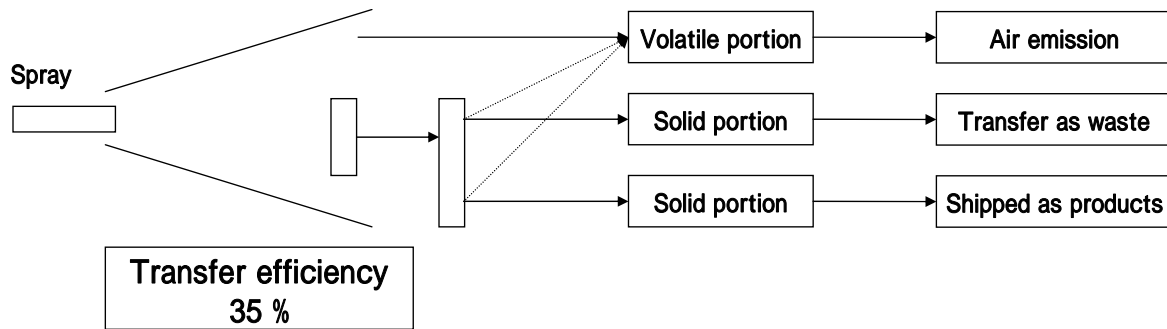 Volatile portion
Air emission
Spray
Solid portion
Transfer as waste
Solid portion
Shipped as products
Transfer efficiency
35 %